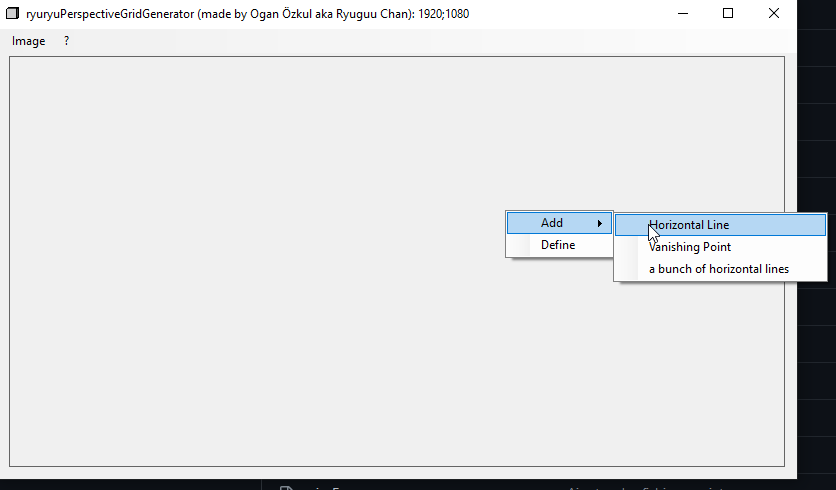 ryuryuPerspectiveGridGenerator (made by Ogan Özkul aka Ryuguu Chan): 1920;1080
Image ?
Add
Define
Horizontal Line
Vanishing Point
a bunch of horizontal lines